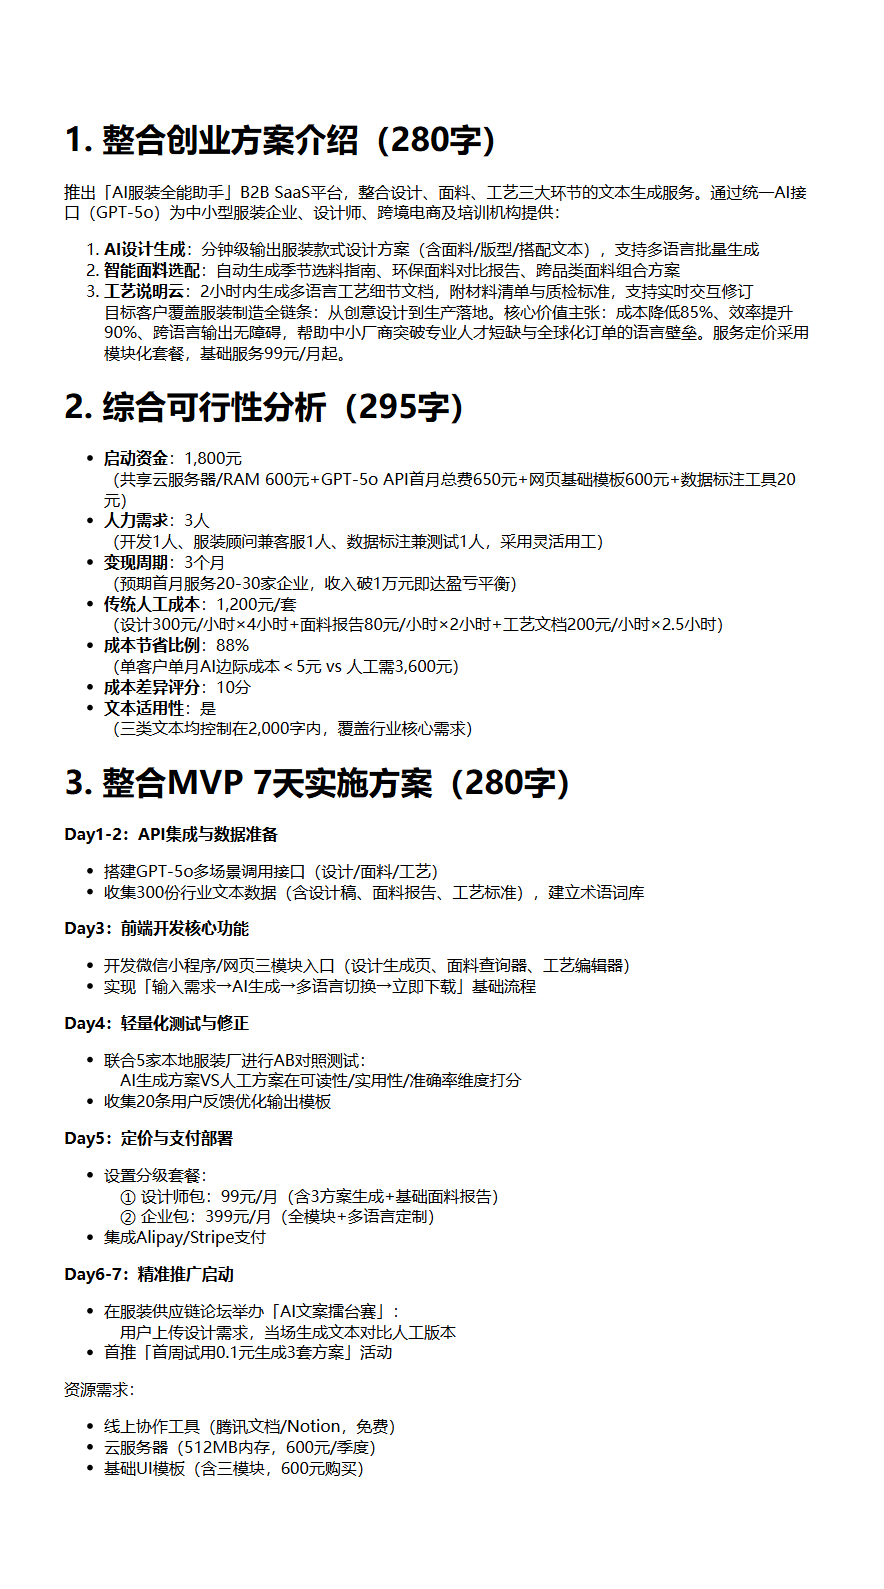 1. 整合创业方案介绍（280字）
推出「AI服装全能助手」B2B SaaS平台，整合设计、面料、工艺三大环节的文本生成服务。通过统一AI接
口（GPT-5o）为中小型服装企业、设计师、跨境电商及培训机构提供：
1. AI设计生成：分钟级输出服装款式设计方案（含面料/版型/搭配文本），支持多语言批量生成
2. 智能面料选配：自动生成季节选料指南、环保面料对比报告、跨品类面料组合方案
3. 工艺说明云：2小时内生成多语言工艺细节文档，附材料清单与质检标准，支持实时交互修订
目标客户覆盖服装制造全链条：从创意设计到生产落地。核心价值主张：成本降低85%、效率提升
90%、跨语言输出无障碍，帮助中小厂商突破专业人才短缺与全球化订单的语言壁垒。服务定价采用
模块化套餐，基础服务99元/月起。
2. 综合可行性分析（295字）
• 启动资金：1,800元
（共享云服务器/RAM 600元+GPT-5o API首月总费650元+网页基础模板600元+数据标注工具20
元）
• 人力需求：3人
（开发1人、服装顾问兼客服1人、数据标注兼测试1人，采用灵活用工）
• 变现周期：3个月
（预期首月服务20-30家企业，收入破1万元即达盈亏平衡）
• 传统人工成本：1,200元/套
（设计300元/小时×4小时+面料报告80元/小时×2小时+工艺文档200元/小时×2.5小时）
• 成本节省比例：88%
（单客户单月AI边际成本＜5元 vs 人工需3,600元）
• 成本差异评分：10分
• 文本适用性：是
（三类文本均控制在2,000字内，覆盖行业核心需求）
3. 整合MVP 7天实施方案（280字）
Day1-2：API集成与数据准备
• 搭建GPT-5o多场景调用接口（设计/面料/工艺）
• 收集300份行业文本数据（含设计稿、面料报告、工艺标准），建立术语词库
Day3：前端开发核心功能
• 开发微信小程序/网页三模块入口（设计生成页、面料查询器、工艺编辑器）
• 实现「输入需求→AI生成→多语言切换→立即下载」基础流程
Day4：轻量化测试与修正
• 联合5家本地服装厂进行AB对照测试：
AI生成方案VS人工方案在可读性/实用性/准确率维度打分
• 收集20条用户反馈优化输出模板
Day5：定价与支付部署
• 设置分级套餐：
① 设计师包：99元/月（含3方案生成+基础面料报告）
② 企业包：399元/月（全模块+多语言定制）
• 集成Alipay/Stripe支付
Day6-7：精准推广启动
• 在服装供应链论坛举办「AI文案擂台赛」：
用户上传设计需求，当场生成文本对比人工版本
• 首推「首周试用0.1元生成3套方案」活动
资源需求：
• 线上协作工具（腾讯文档/Notion，免费）
• 云服务器（512MB内存，600元/季度）
• 基础UI模板（含三模块，600元购买）